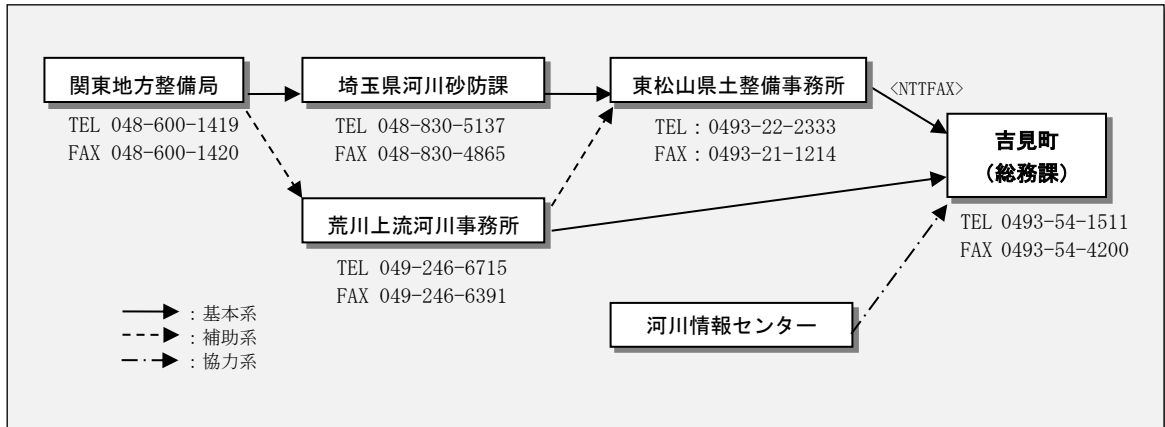 関東地方整備局
TEL 048-600-1419
FAX 048-600-1420
埼玉県河川砂防課
TEL 048-830-5137
FAX 048-830-4865
東松山県土整備事務所
TEL：0493-22-2333
FAX：0493-21-1214
<NTTFAX>
吉見町
（総務課）
TEL 0493-54-1511
FAX 0493-54-4200
荒川上流河川事務所
TEL 049-246-6715
FAX 049-246-6391
河川情報センター
：基本系
：補助系
：協力系